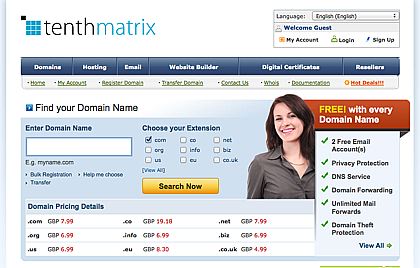 tenthmatrix
Language: English (English)
Welcome Guest
My Account Login Sign Up
Domains Hosting Email Website Builder Digital Certificates Resellers
Home My Account Register Domain Transfer Domain Contact Us Whois Documentation Hot Deals!!!
Find your Domain Name
Enter Domain Name
E.g. myname.com
Bulk Registration Help me choose
Transfer
Choose your Extension
com co net
org info biz
us eu co.uk
[View All]
Search Now
FREE! with every
Domain Name
2 Free Email
Account(s)
Privacy Protection
DNS Service
Domain Forwarding
Unlimited Mail
Forwards
Domain Theft
Protection
View All
Domain Pricing Details
.com GBP 7.99 .co GBP 19.18 .net GBP 7.99
.org GBP 6.99 .info GBP 6.99 .biz GBP 6.99
.us GBP 6.99 .eu GBP 8.30 .co.uk GBP 4.99